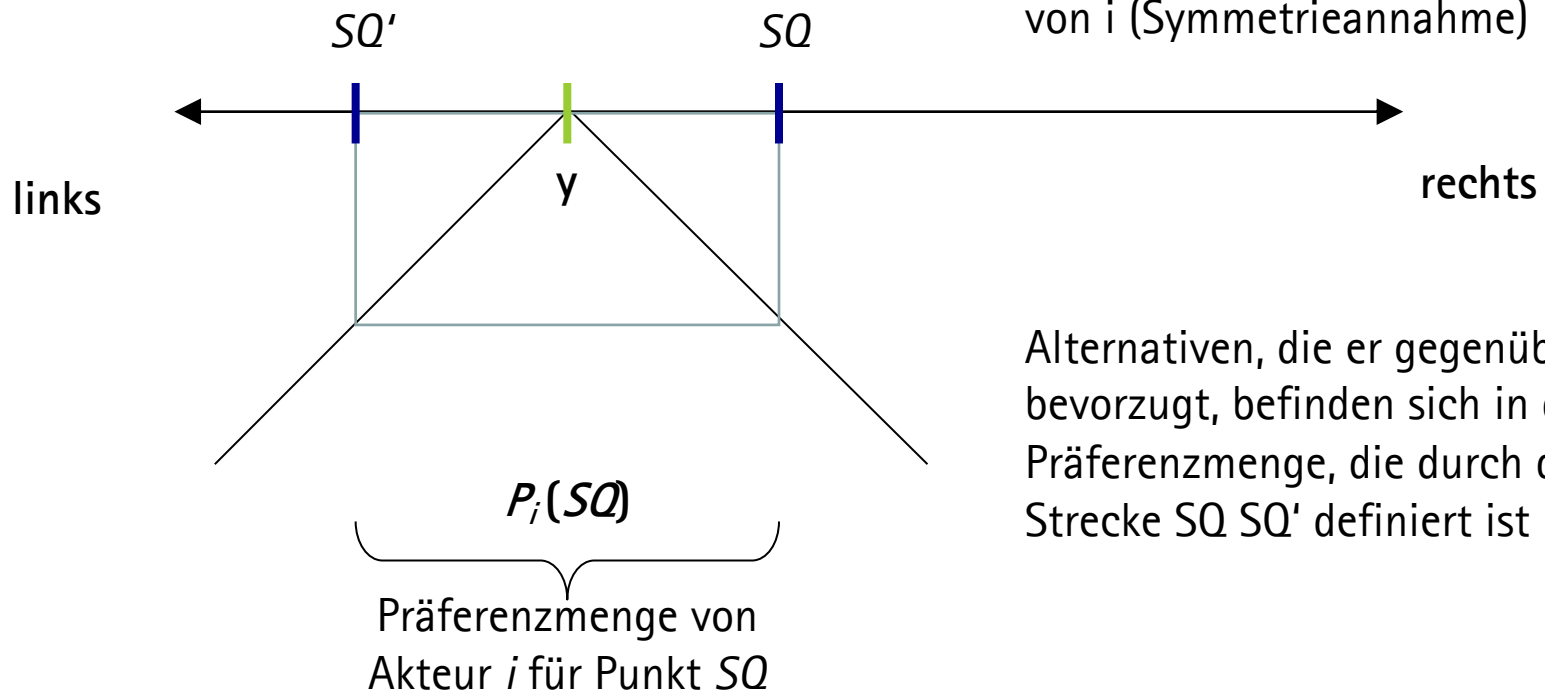 von i (Symmetrieannahme)
SQ'
SQ
links
y
rechts
Alternativen, die er gegenüb
bevorzugt, befinden sich in
Präferenzmenge, die durch
Strecke SQ SQ' definiert ist
Pi(SQ)
Präferenzmenge von
Akteur i für Punkt SQ